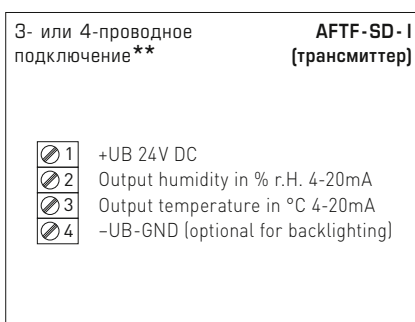 3- или 4-проводное
подключение**
AFTF-SD-I
(трансмиттер)
1 +UB 24V DC
2 Output humidity in % r.H. 4-20mA
3 Output temperature in °C 4-20mA
4 –UB-GND (optional for backlighting)